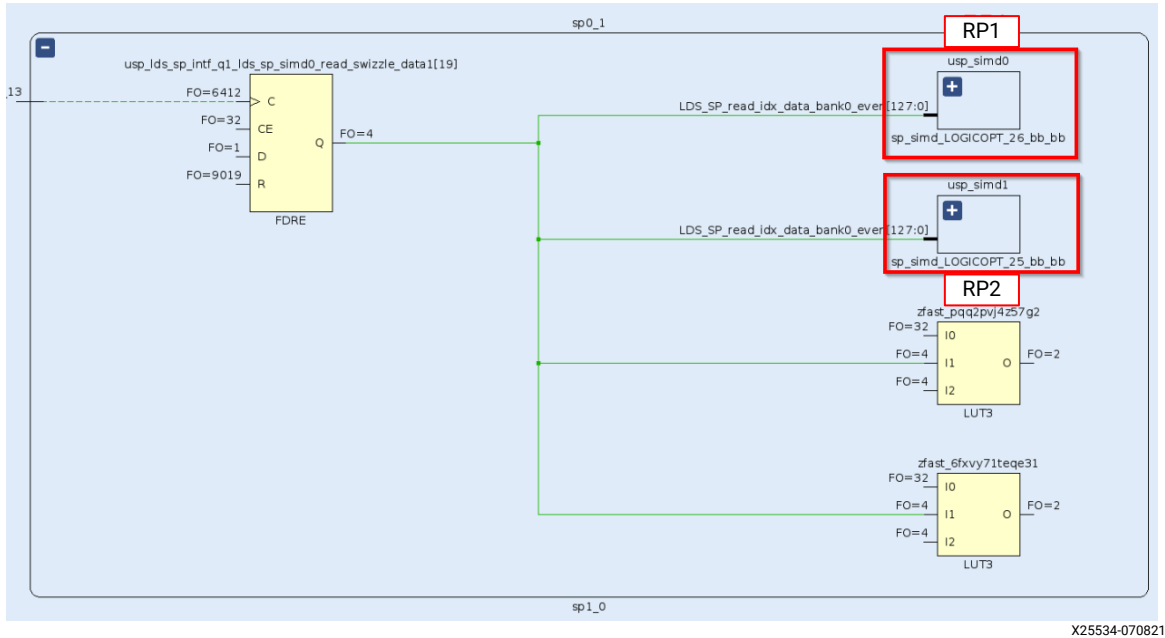 sp0_1
RP1
usp_simd0
usp_lds_sp_intf_q1_lds_sp_simd0_read_swizzle_data1[19]
13
FO=6412
C
LDS_SP_read_idx_data_bank0_even[127:0]
FO=32
CE
FO=4
Q
sp_simd_LOGICOPT_26_bb_bb
FO=1
D
FO=9019
R
usp_simd1
FDRE
LDS_SP_read_idx_data_bank0_even[127:0]
sp_simd_LOGICOPT_25_bb_bb
RP2
zfast_pqq2pvj4z57g2
FO=32
I0
FO=4
I1
O
FO=2
FO=4
I2
LUT3
zfast_6fxvy71teqe31
FO=32
I0
FO=4
I1
O
FO=2
FO=4
I2
LUT3
sp1_0
X25534-070821